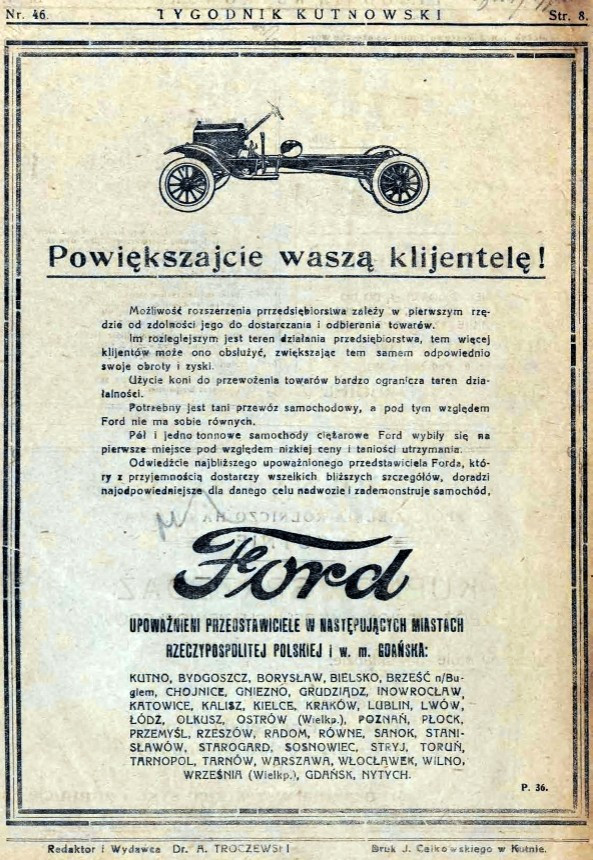 Nr. 46. TYGODNIK KUTNOWSKI Str. 8.
Powiększajcie waszą klijentelę!
Możliwość rozszerzenia prrzedsiębiorstwa zależy w pierwszym rzę-
dzie od zdolności jego do dostarczania i odbierania towarów.
Im rozleglejszym jest teren działania przedsiębiorstwa, tem więcej
klijentów może ono obsłużyć, zwiększając tem samem odpowiednio
swoje obroty i zyski.
Użycie koni do przewożenia towarów bardzo ogranicza teren dzia-
łalności.
Potrzebny jest tani przewóz samochodowy, a pod tym względem
Ford nie ma sobie równych.
Pół i jedno tonnowe samochody ciężarowe Ford wybiły się na
pierwsze miejsce pod względem nizkiej ceny i taniości utrzymania.
Odwiedźcie najbliższego upoważnionego przedstawiciela Forda, któ-
ry z przyjemnością dostarczy wszelkich bliższych szczegółów, doradzi
najodpowiedniejsze dla danego celu nadwozie i zademonstruje samochód,
Ford
UPOWAŻNIENI PRZEDSTAWICIELE W NASTĘPUJĄCYCH MIASTACH
RZECZYPOSPOLITEJ POLSKIEJ i w. m. GDAŃSKA:
KUTNO, BYDGOSZCZ, BORYSŁAW, BIELSKO, BRZEŚĆ n/Bu-
giem, CHOJNICE, GNIEZNO, GRUDZIĄDZ, INOWROCŁAW,
KATOWICE, KALISZ, KIELCE, KRAKÓW, LUBLIN, LWÓW,
ŁÓDŹ, OLKUSZ, OSTRÓW (Wielkp.), POZNAŃ, PŁOCK,
PRZEMYŚL, RZESZÓW, RADOM, RÓWNE, SANOK, STANI-
SŁAWÓW, STAROGARD, SOSNOWIEC, STRYJ, TORUŃ,
TARNOPOL, TARNÓW, WARSZAWA, WŁOCŁAWEK, WILNO,
WRZEŚNIA (Wielkp.), GDAŃSK, NYTYCH.
P. 36.
Redaktor i Wydawca Dr. A. TROCZEWSKI Druk J. Całkowskiego w Kutnie.